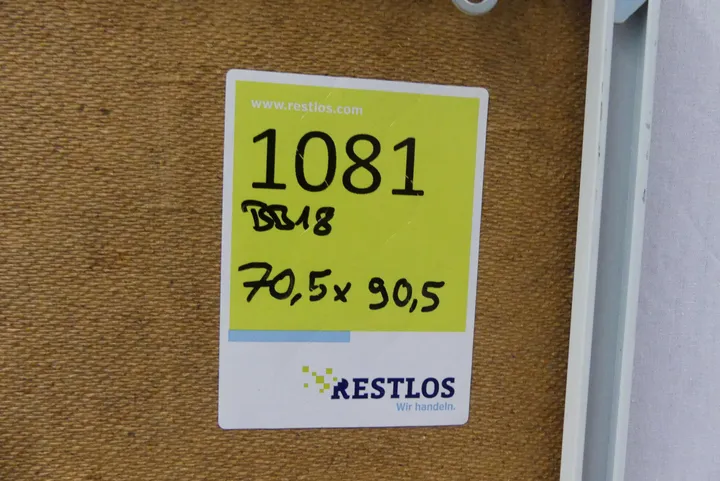 www.restlos.com
1081
BB18
70,5x 90,5
RESTLOS
Wir handeln.